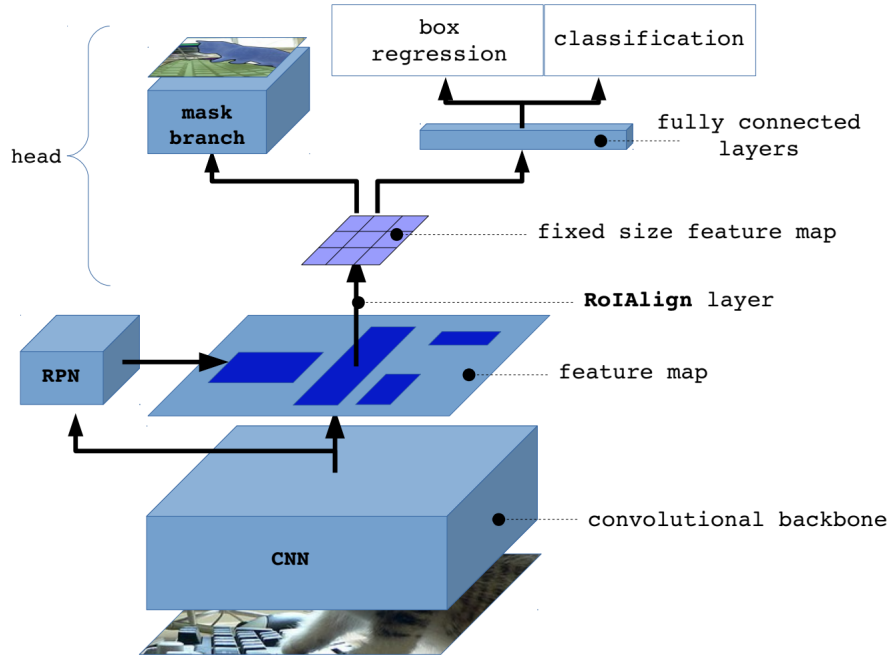 box
regression
classification
mask
branch
fully connected
layers
head
fixed size feature map
RoIAlign layer
RPN
feature map
convolutional backbone
CNN